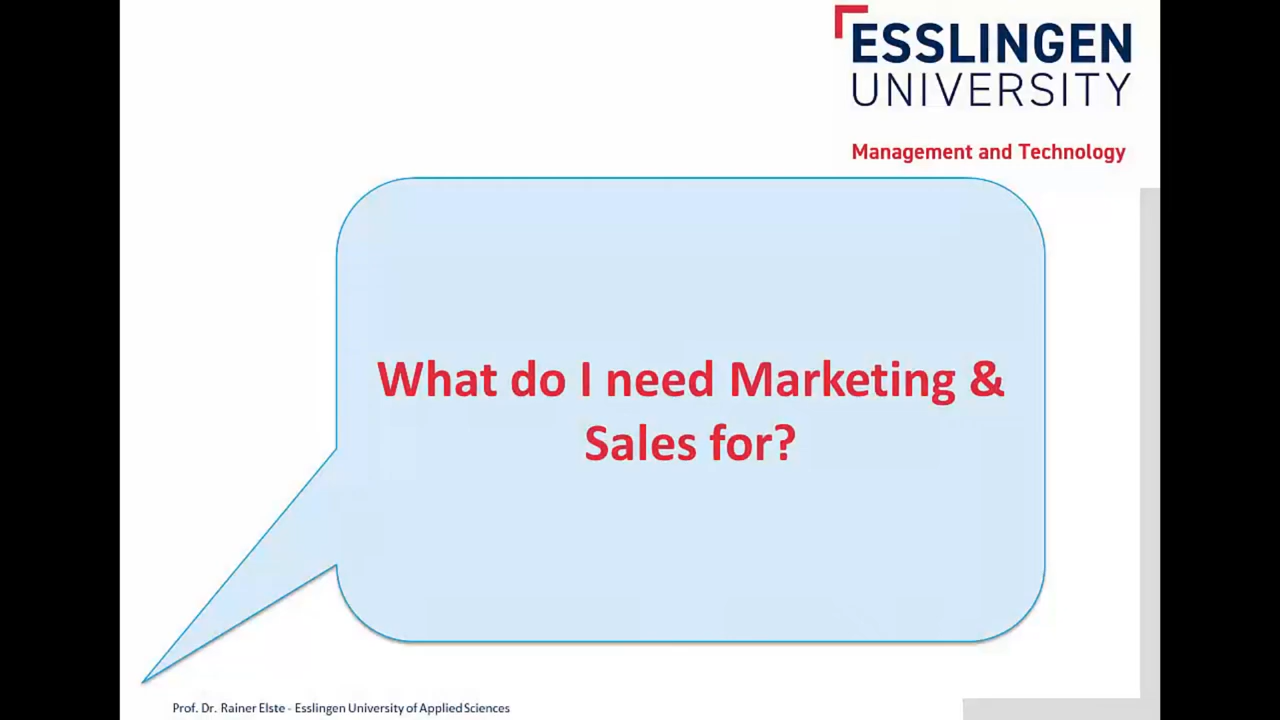 ESSLINGEN
UNIVERSITY
Management and Technology
What do I need Marketing &
Sales for?
Prof. Dr. Rainer Elste - Esslingen University of Applied Sciences